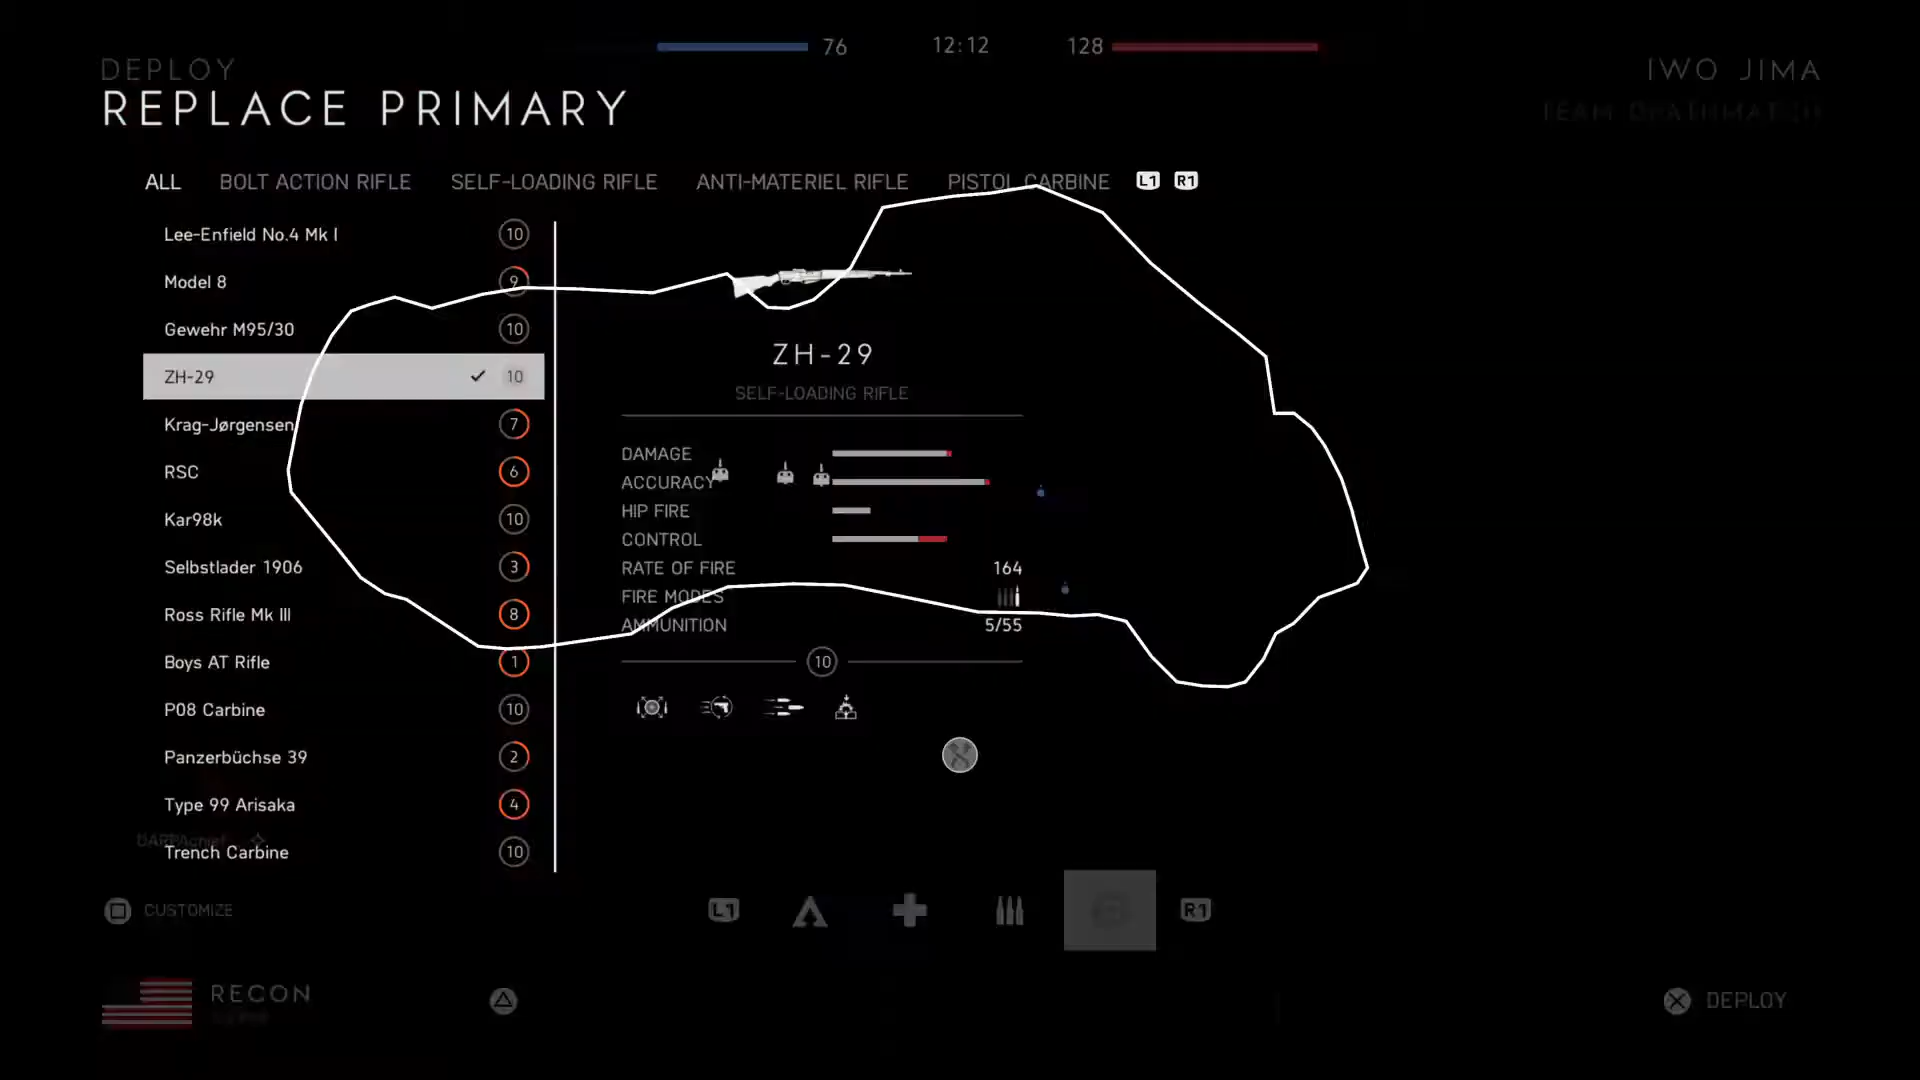 76 12:12 128
DEPLOY
REPLACE PRIMARY
IWO JIMA
TEAM DEATHMATCH
ALL BOLT ACTION RIFLE SELF-LOADING RIFLE ANTI-MATERIEL RIFLE PISTOL CARBINE L1 R1
Lee-Enfield No.4 Mk I 10
Model 8 9
Gewehr M95/30 10
ZH-29 10
Krag-Jørgensen 7
RSC 6
Kar98k 10
Selbstlader 1906 3
Ross Rifle Mk III 8
Boys AT Rifle 1
P08 Carbine 10
Panzerbüchse 39 2
Type 99 Arisaka 4
Trench Carbine 10
ZH-29
SELF-LOADING RIFLE
DAMAGE
ACCURACY
HIP FIRE
CONTROL
RATE OF FIRE 164
FIRE MODES
AMMUNITION 5/55
10
CUSTOMIZE
L1 R1
RECON
DEPLOY